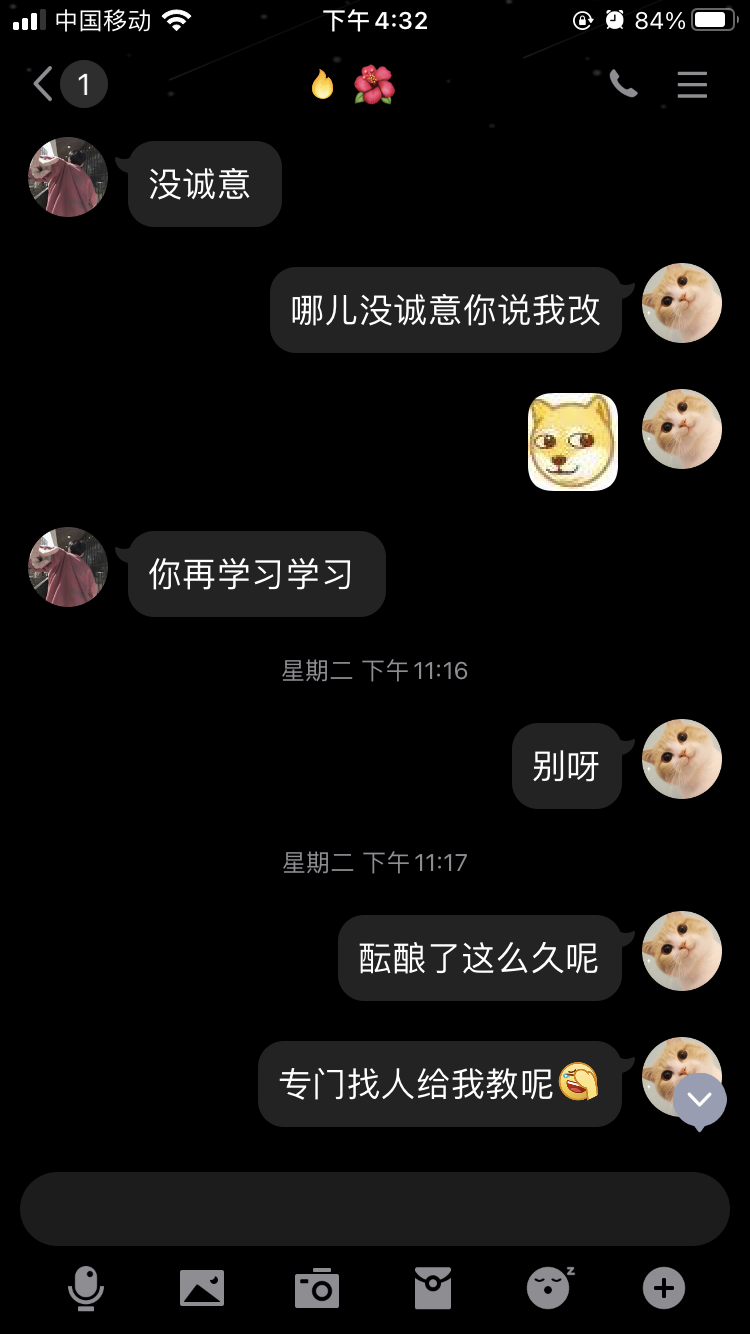 中国移动 下午4:32 84%
1
没诚意
哪儿没诚意你说我改
你再学习学习
星期二 下午11:16
别呀
星期二 下午11:17
酝酿了这么久呢
专门找人给我教呢
z